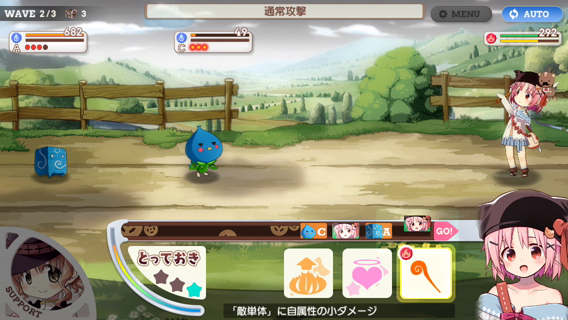 WAVE 2/3 3
通常攻撃
MENU
AUTO
682
A
49
C
292
C
A
GO!
とっておき
SUPPORT
「敵単体」に自属性の小ダメージ